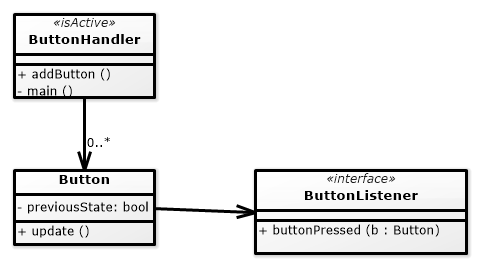 «isActive»
ButtonHandler
+ addButton ()
- main ()
0..*
Button
- previousState: bool
+ update ()
«interface»
ButtonListener
+ buttonPressed (b : Button)